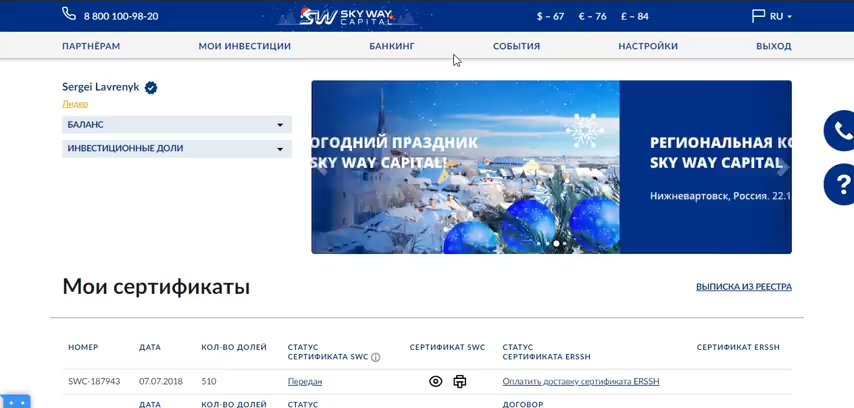 8 800 100-98-20
SKY WAY
CAPITAL
$ – 67 € – 76 £ – 84
RU
ПАРТНЁРАМ МОИ ИНВЕСТИЦИИ БАНКИНГ СОБЫТИЯ НАСТРОЙКИ ВЫХОД
Sergei Lavrenyk
Лидер
БАЛАНС
ИНВЕСТИЦИОННЫЕ ДОЛИ
ОГОДНИЙ ПРАЗДНИК
SKY WAY CAPITAL!
РЕГИОНАЛЬНАЯ КО
SKY WAY CAPITAL
Нижневартовск, Россия. 22.1
Мои сертификаты
ВЫПИСКА ИЗ РЕЕСТРА
НОМЕР ДАТА КОЛ-ВО ДОЛЕЙ СТАТУС СЕРТИФИКАТА SWC СЕРТИФИКАТ SWC СТАТУС СЕРТИФИКАТА ERSSH СЕРТИФИКАТ ERSSH
SWC-187943 07.07.2018 510 Передан Оплатить доставку сертификата ERSSH
ДАТА КОЛ-ВО ДОЛЕЙ СТАТУС ДОГОВОР